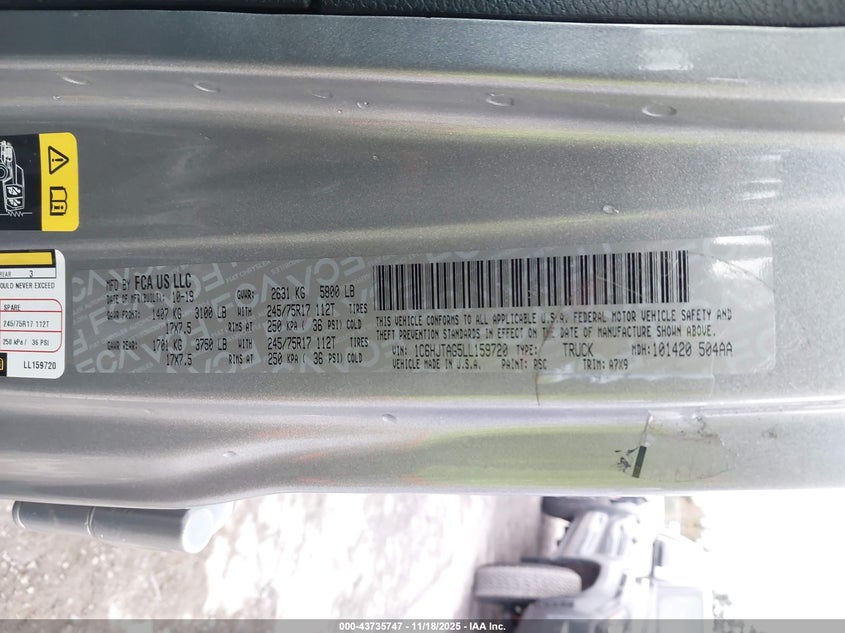 REAR 3
OULD NEVER EXCEED
SPARE
245/75R17 112T
250 kPa / 36 PSI
LL159720
MFD BY FCA US LLC
DATE OF MFR(BUILT): 10-19 GVWR: 2631 KG 5800 LB
GAWR FRONT: 1407 KG 3100 LB WITH 245/75R17 112T TIRES
17X7.5 RIMS AT 250 KPA ( 36 PSI) COLD
GAWR REAR: 1701 KG 3750 LB WITH 245/75R17 112T TIRES
17X7.5 RIMS AT 250 KPA ( 36 PSI) COLD
THIS VEHICLE CONFORMS TO ALL APPLICABLE U.S.A. FEDERAL MOTOR VEHICLE SAFETY AND
THEFT PREVENTION STANDARDS IN EFFECT ON THE DATE OF MANUFACTURE SHOWN ABOVE.
VIN: 1C6HJTAG5LL159720 TYPE: TRUCK MDH: 101420 504AA
VEHICLE MADE IN U.S.A. PAINT: PSC TRIM: A7X9
000-43735747 - 11/18/2025 - IAA Inc.